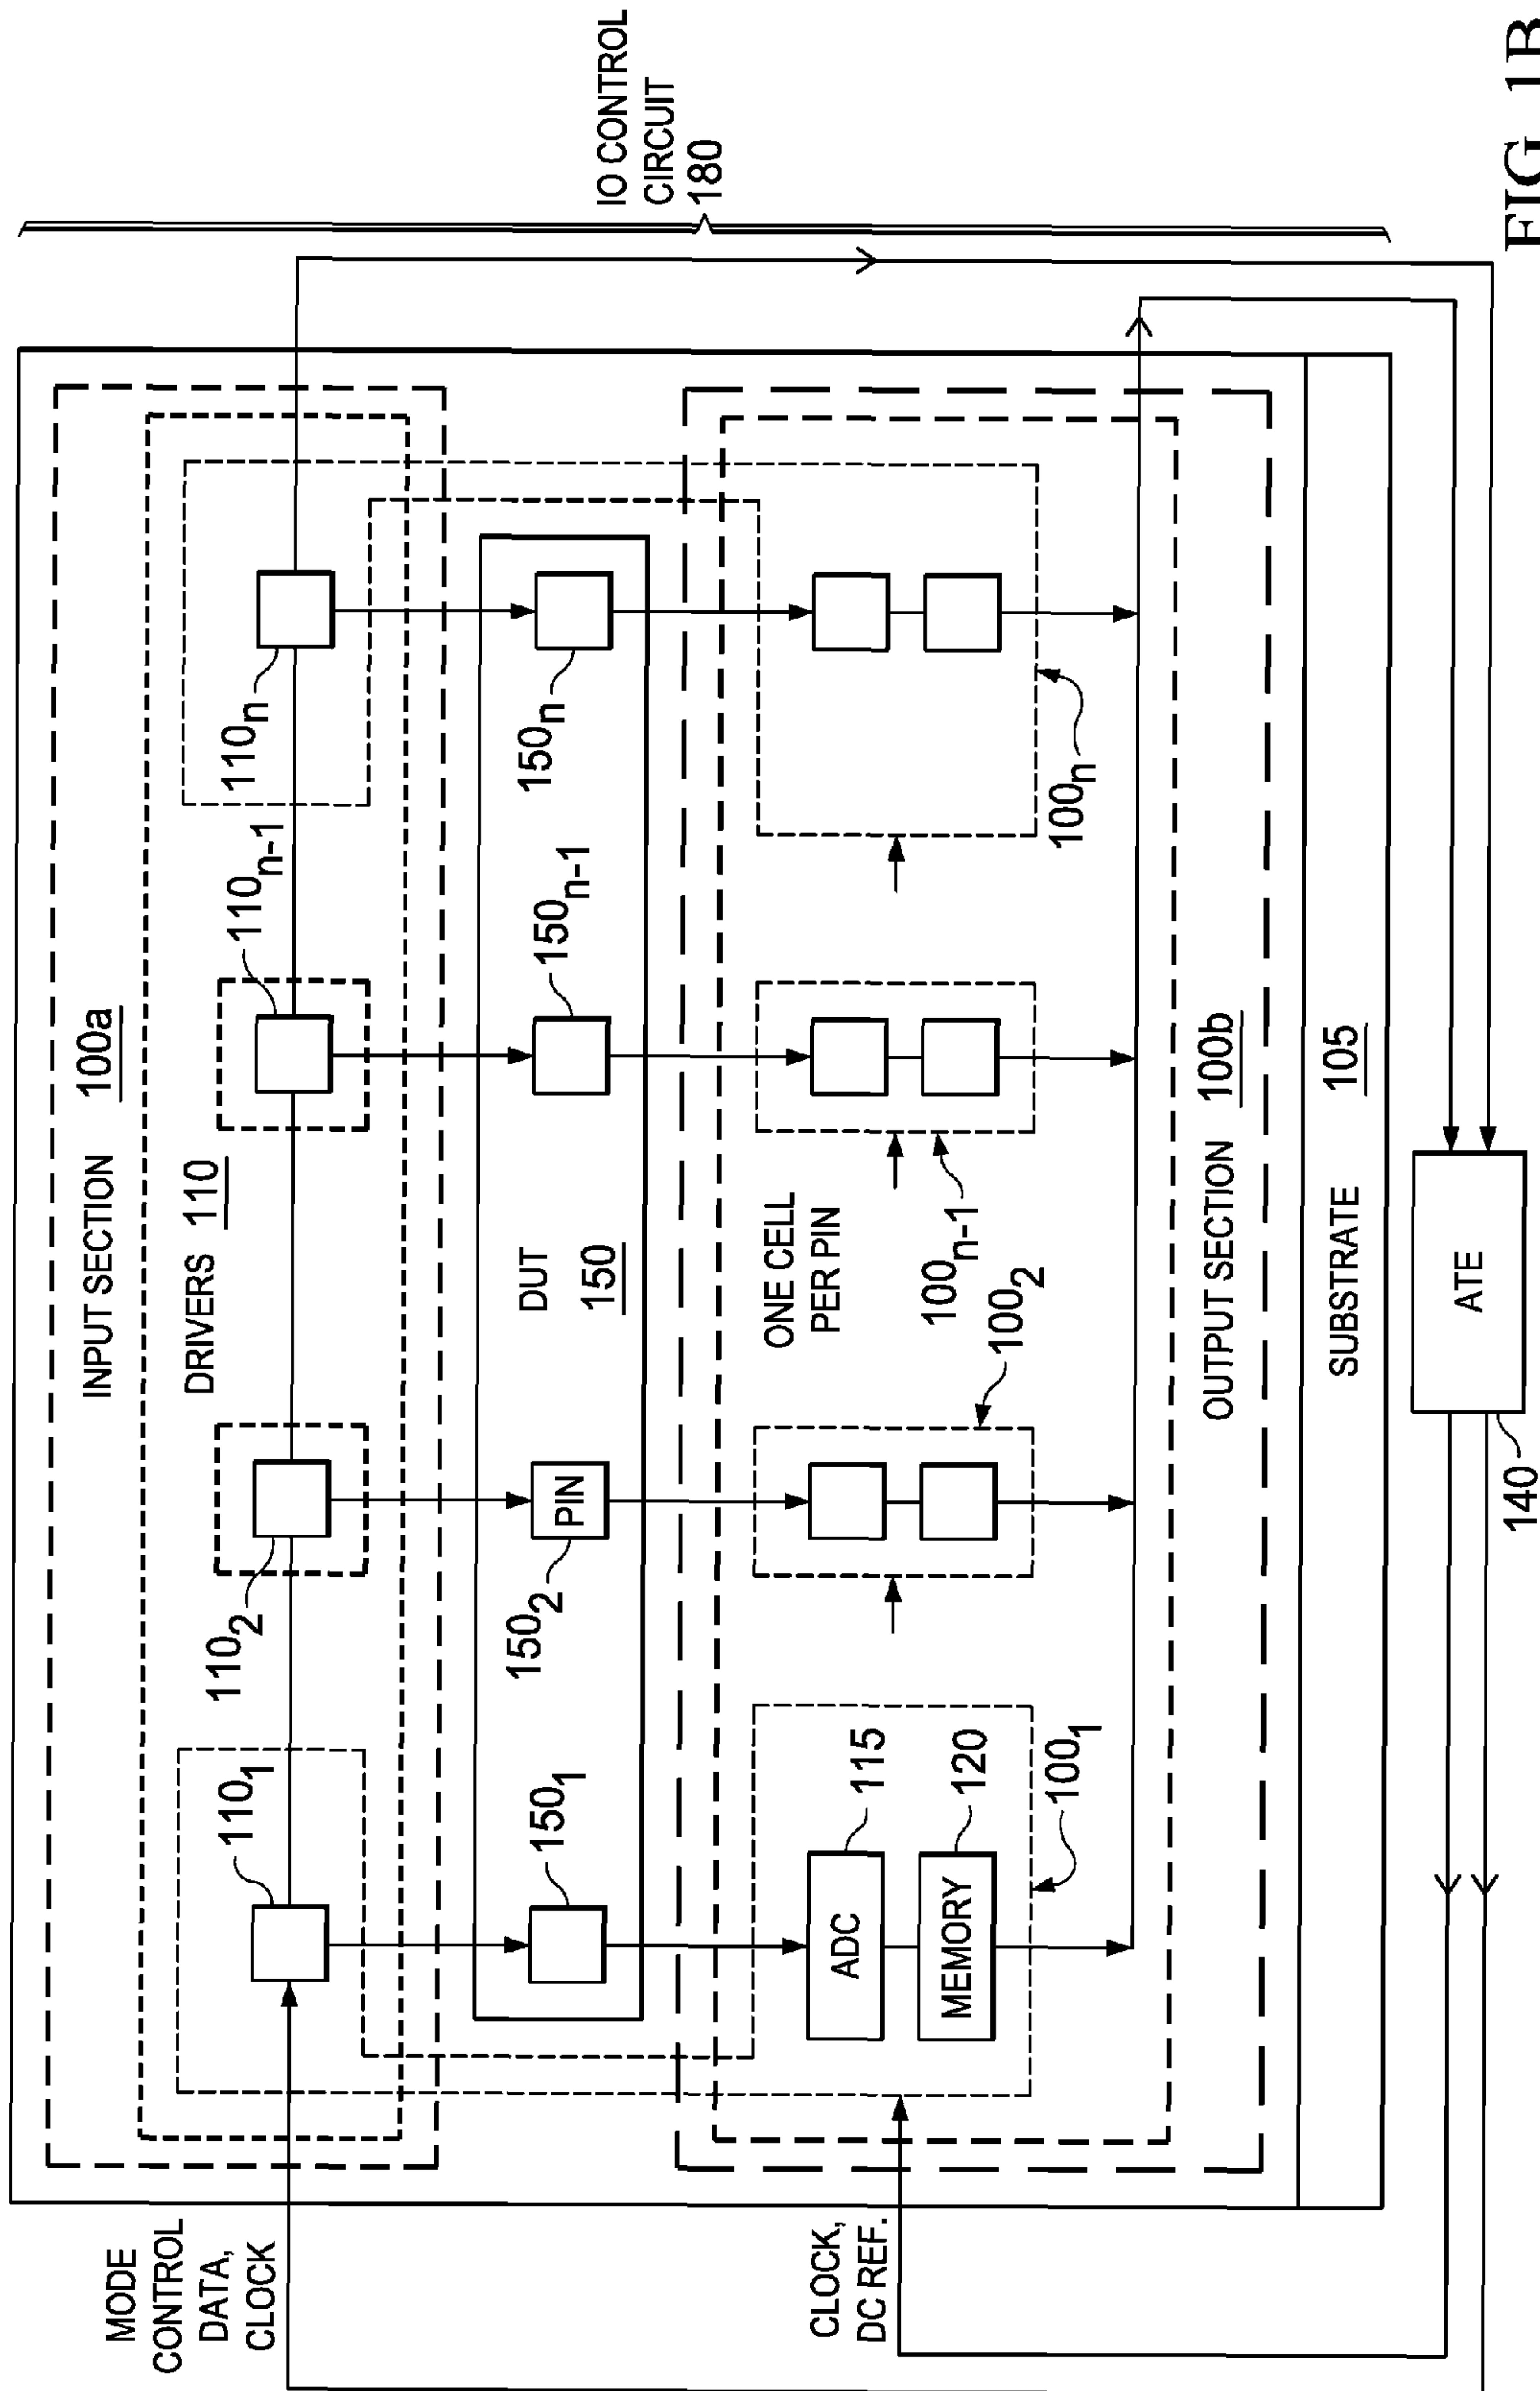 INPUT SECTION 100a
DRIVERS 110
110₁
110₂
110ₙ₋₁
110ₙ
MODE
CONTROL
DATA,
CLOCK
DUT
150
150₁
150₂
PIN
150ₙ₋₁
150ₙ
IO CONTROL
CIRCUIT
180
CLOCK,
DC REF.
ADC
115
MEMORY
120
100₁
ONE CELL
PER PIN
100₂
100ₙ₋₁
100ₙ
OUTPUT SECTION 100b
SUBSTRATE 105
ATE
140
FIG. 1B